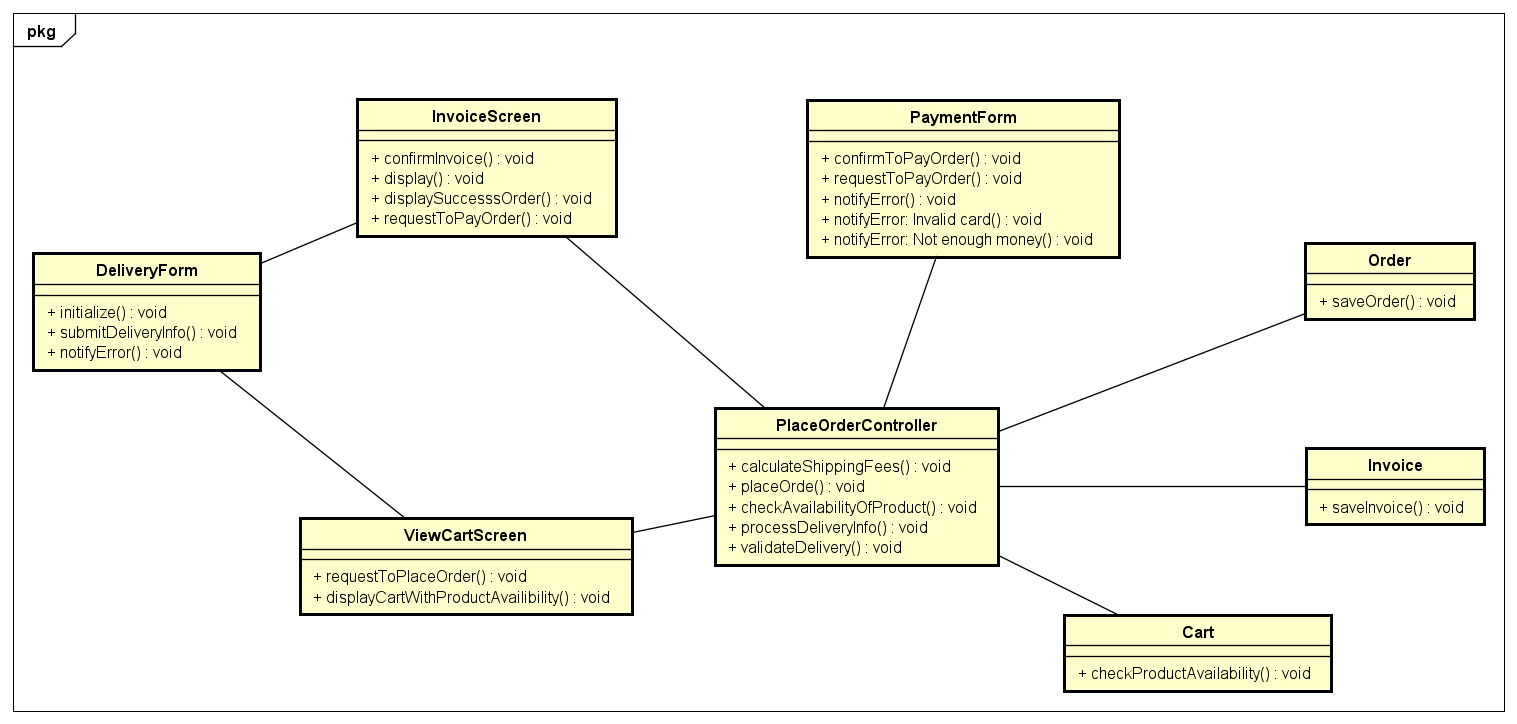 pkg
InvoiceScreen
+ confirmInvoice() : void
+ display() : void
+ displaySuccesssOrder() : void
+ requestToPayOrder() : void
PaymentForm
+ confirmToPayOrder() : void
+ requestToPayOrder() : void
+ notifyError() : void
+ notifyError: Invalid card() : void
+ notifyError: Not enough money() : void
DeliveryForm
+ initialize() : void
+ submitDeliveryInfo() : void
+ notifyError() : void
Order
+ saveOrder() : void
PlaceOrderController
+ calculateShippingFees() : void
+ placeOrde() : void
+ checkAvailabilityOfProduct() : void
+ processDeliveryInfo() : void
+ validateDelivery() : void
Invoice
+ saveInvoice() : void
ViewCartScreen
+ requestToPlaceOrder() : void
+ displayCartWithProductAvailibility() : void
Cart
+ checkProductAvailability() : void